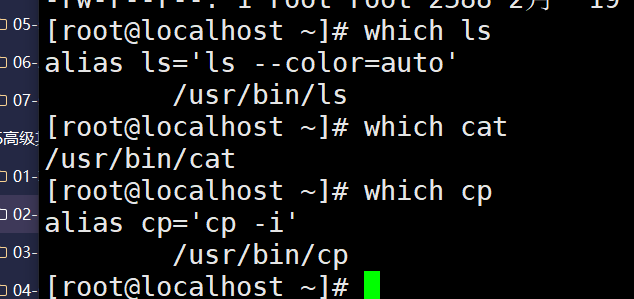 -rw-r--r--. 1 root root 2588 2月 19
[root@localhost ~]# which ls
alias ls='ls --color=auto'
/usr/bin/ls
[root@localhost ~]# which cat
/usr/bin/cat
[root@localhost ~]# which cp
alias cp='cp -i'
/usr/bin/cp
[root@localhost ~]#
05-
06-
07-
高级
01-
02-
03-
04-